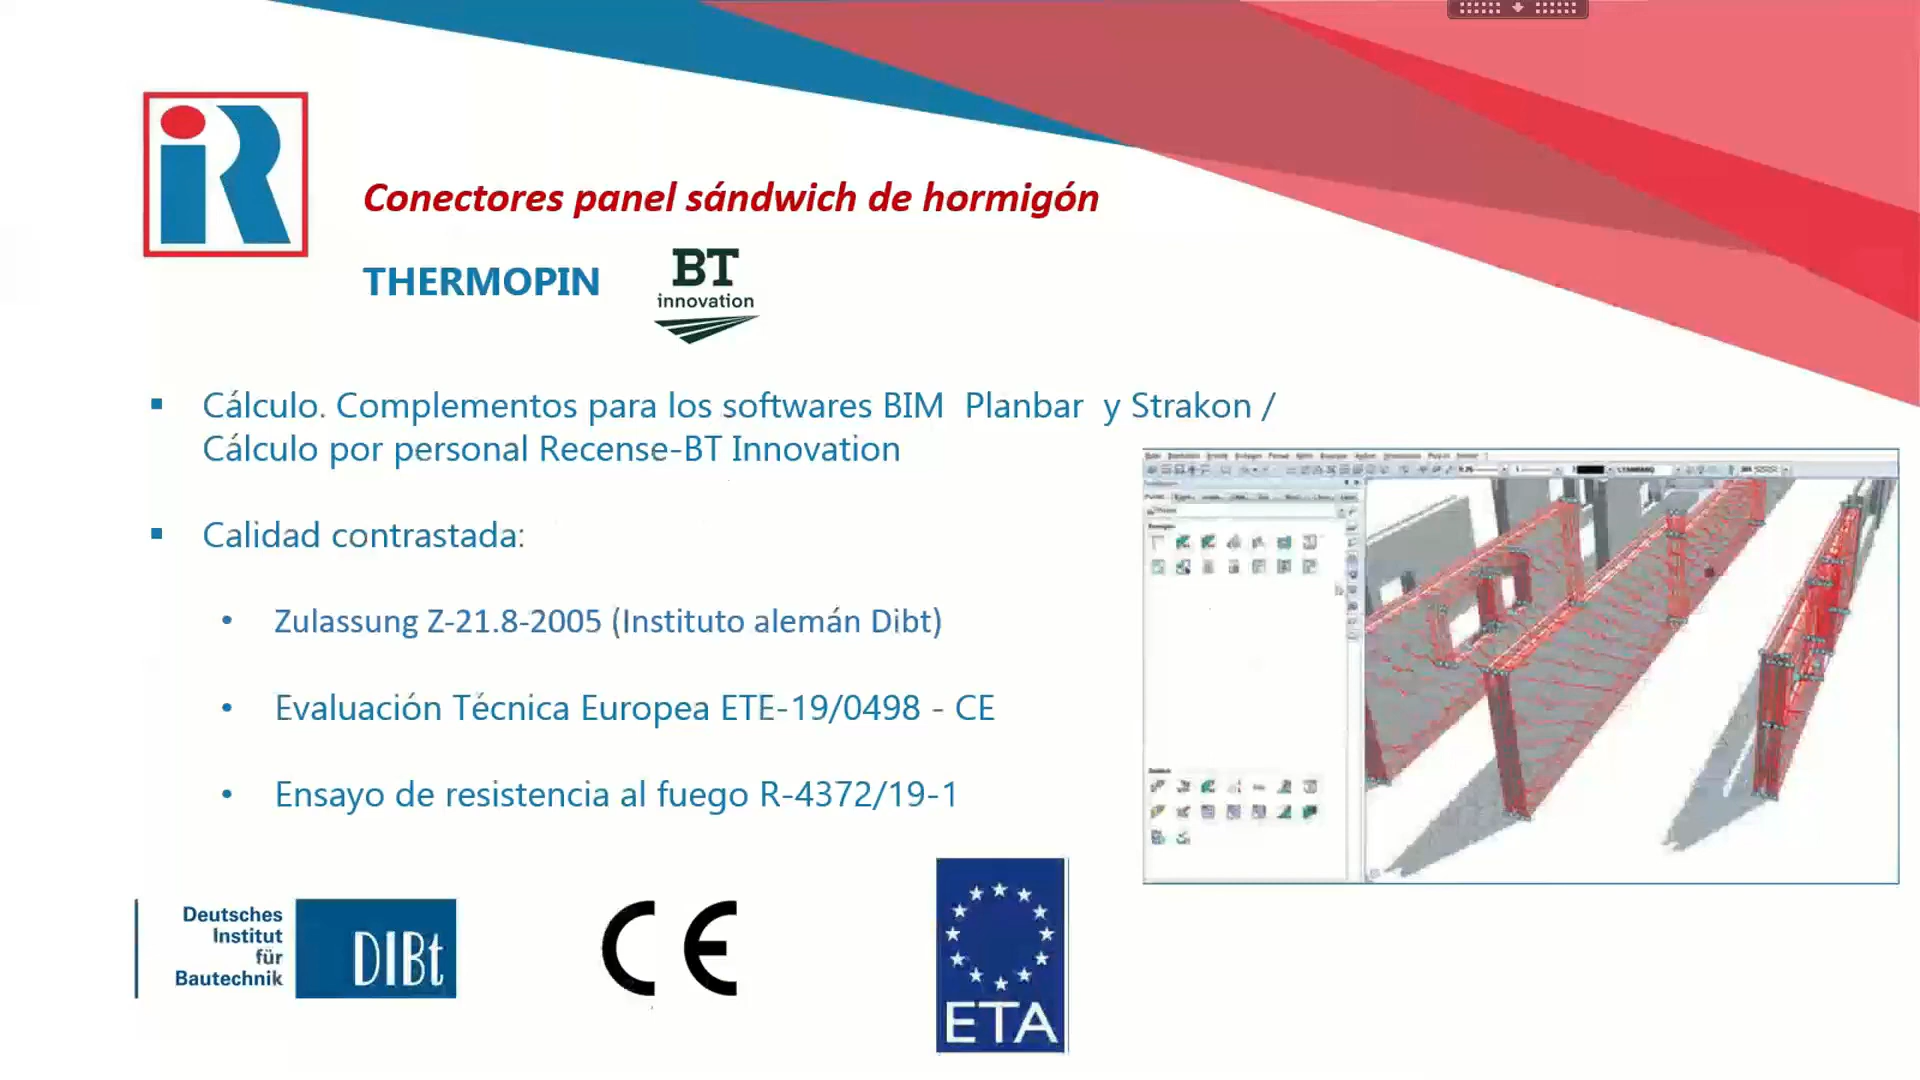 iR
Conectores panel sándwich de hormigón
THERMOPIN
BT
innovation
▪ Cálculo. Complementos para los softwares BIM Planbar y Strakon /
Cálculo por personal Recense-BT Innovation
▪ Calidad contrastada:
• Zulassung Z-21.8-2005 (Instituto alemán Dibt)
• Evaluación Técnica Europea ETE-19/0498 - CE
• Ensayo de resistencia al fuego R-4372/19-1
Deutsches
Institut
für
Bautechnik
DIBt
CE
ETA